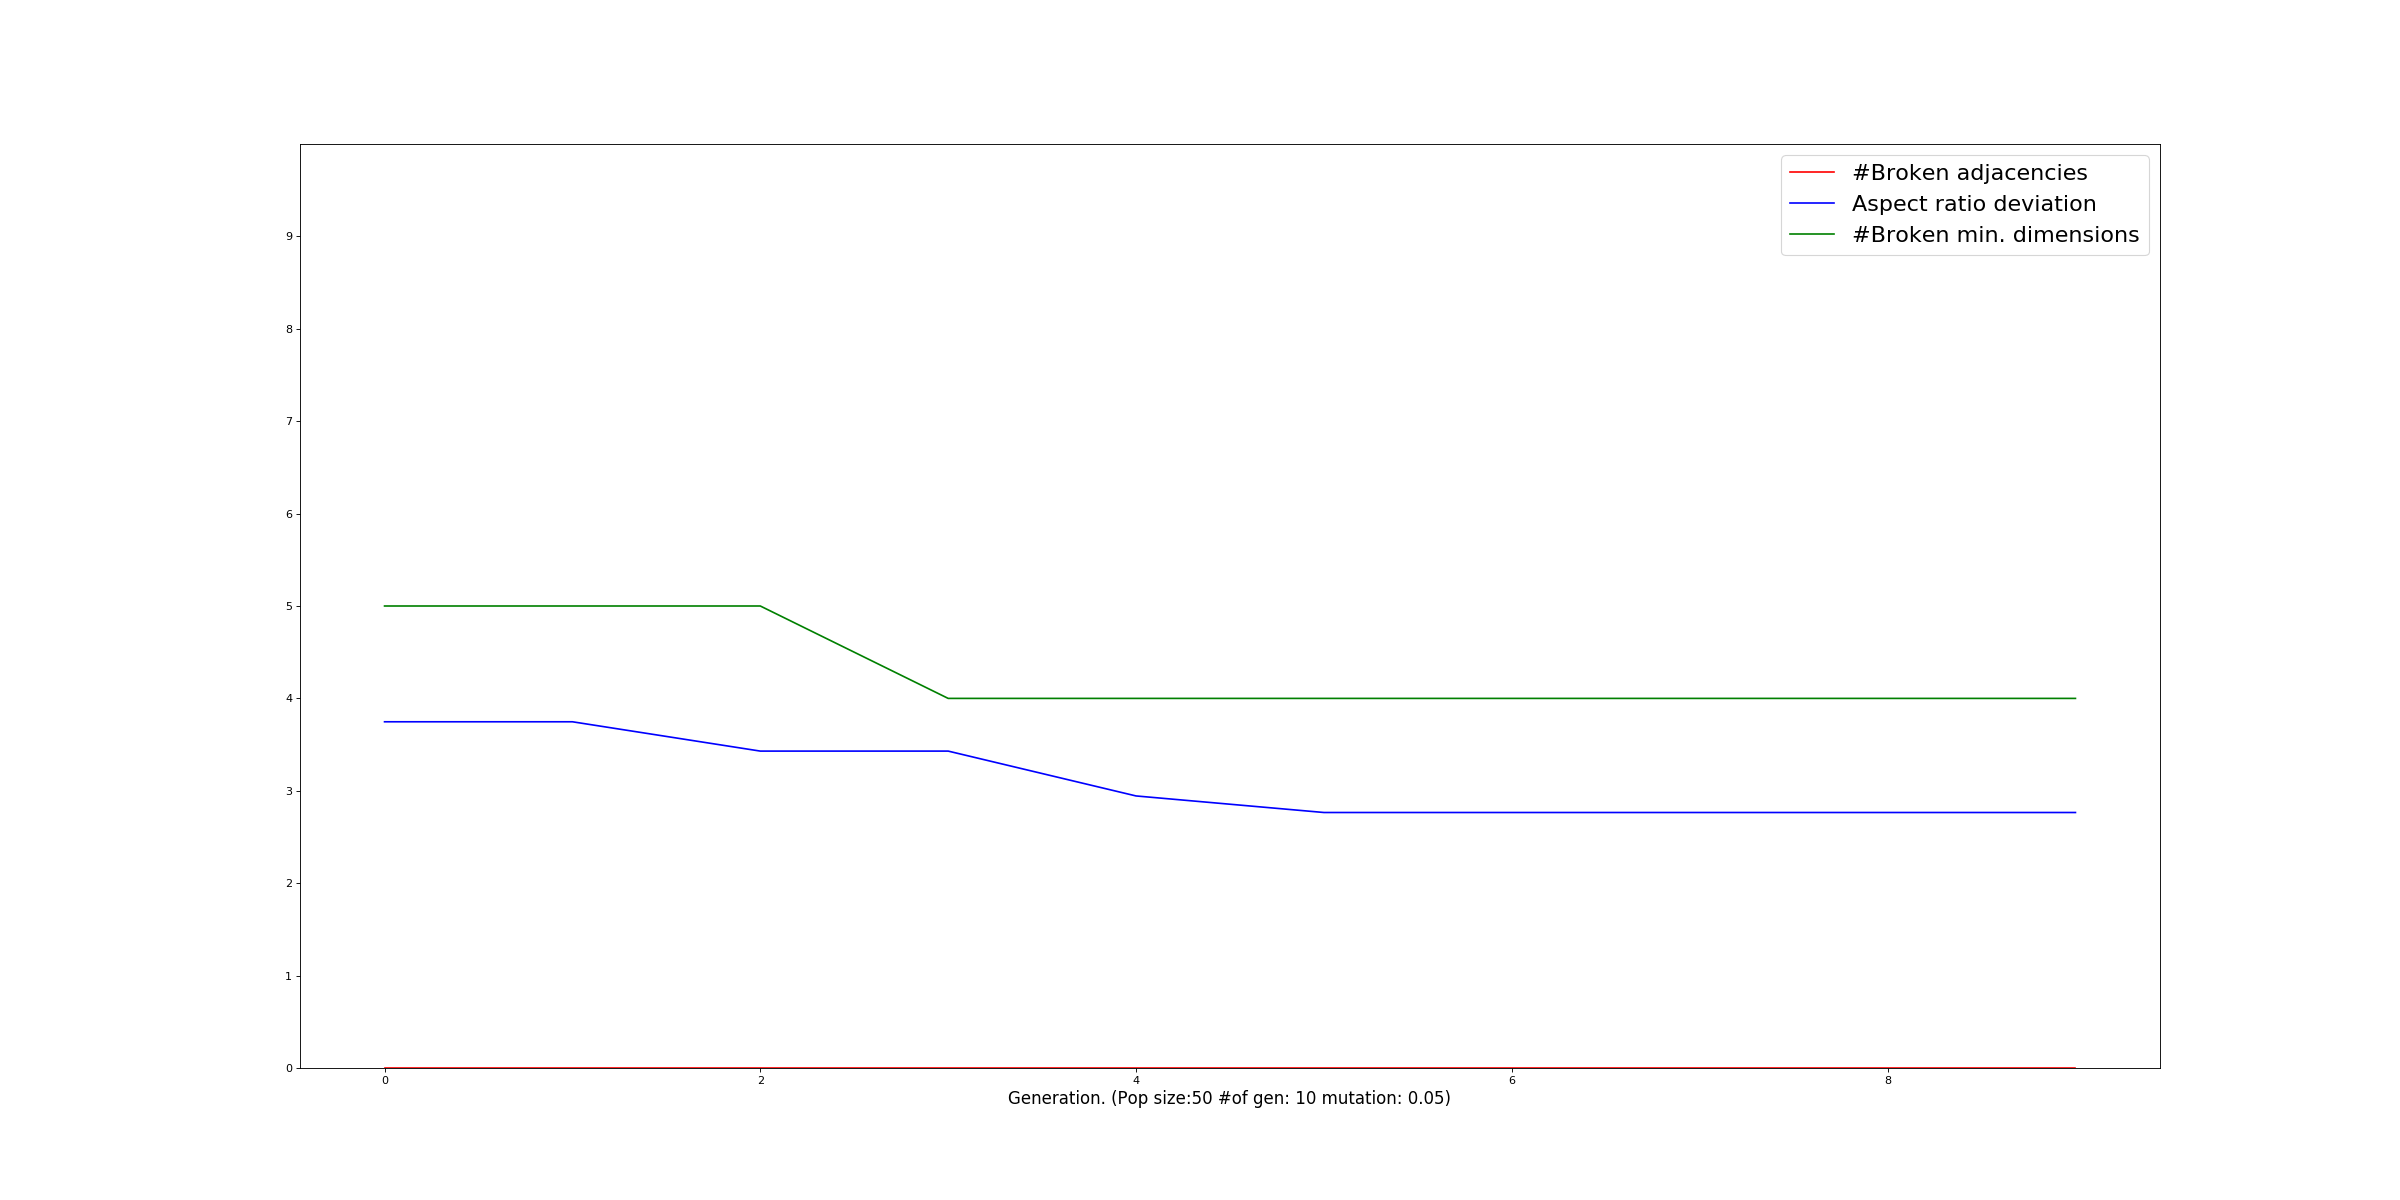 #Broken adjacencies
Aspect ratio deviation
#Broken min. dimensions
9
8
7
6
5
4
3
2
1
0
0 2 4 6 8
Generation. (Pop size:50 #of gen: 10 mutation: 0.05)